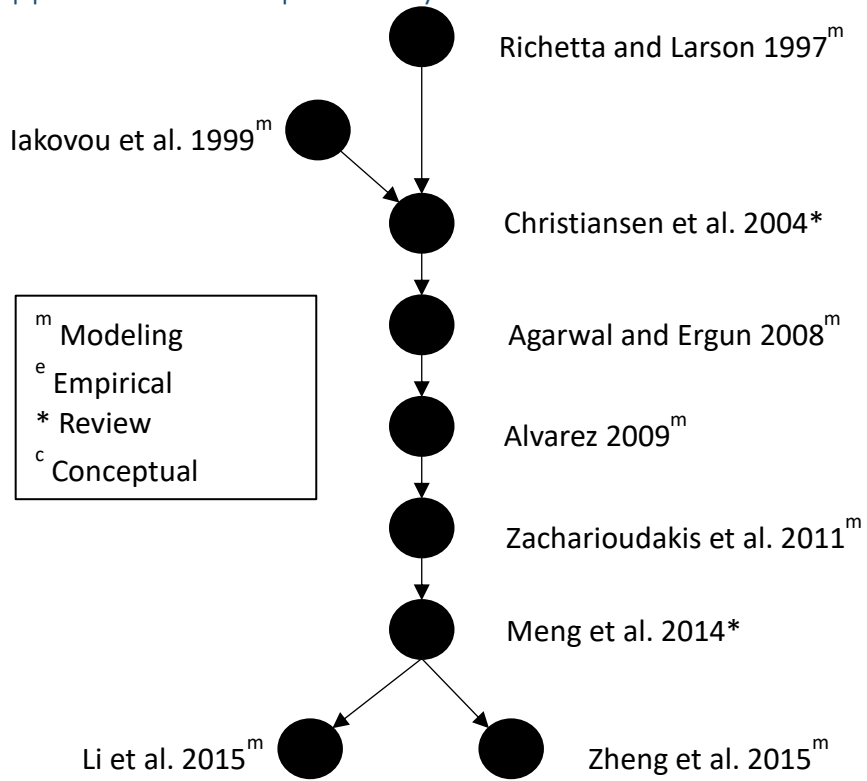 Richetta and Larson 1997m
Iakovou et al. 1999m
Christiansen et al. 2004*
m Modeling
e Empirical
* Review
c Conceptual
Agarwal and Ergun 2008m
Alvarez 2009m
Zacharioudakis et al. 2011m
Meng et al. 2014*
Li et al. 2015m
Zheng et al. 2015m